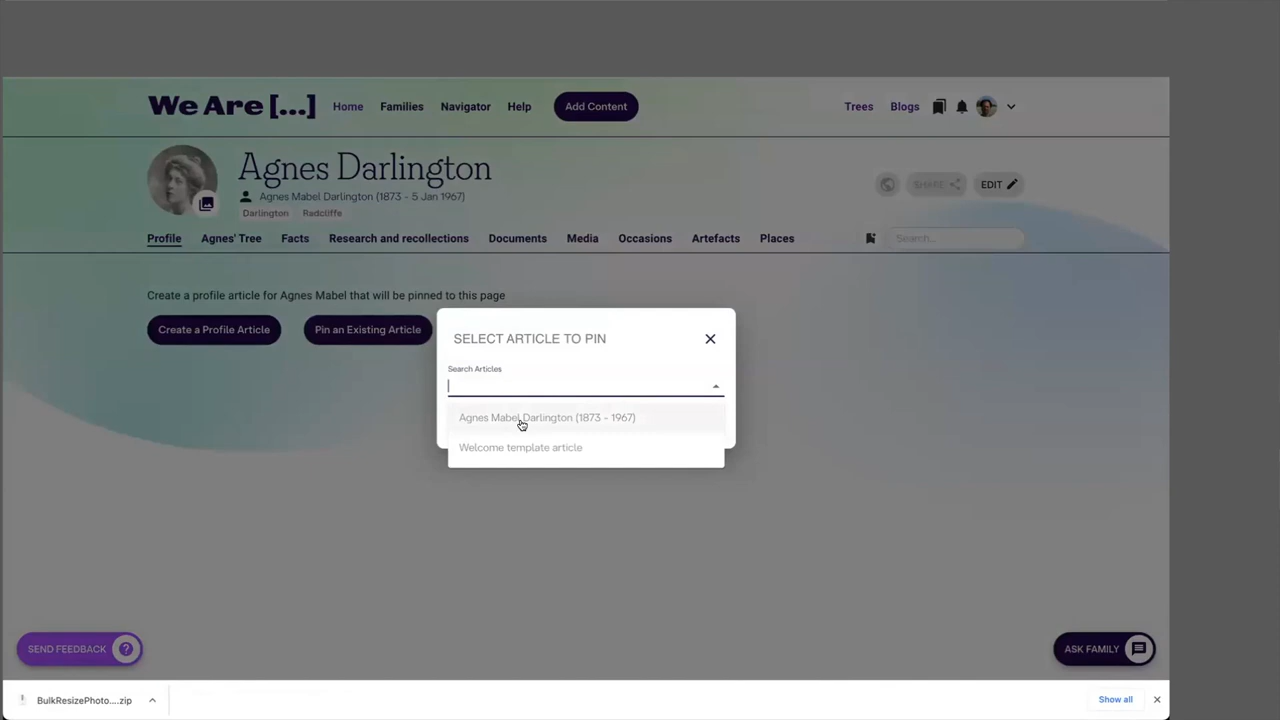 We Are [...] Home Families Navigator Help Add Content Trees Blogs
Agnes Darlington
Agnes Mabel Darlington (1873 - 5 Jan 1967)
SHARE EDIT
Darlington Radcliffe
Profile Agnes' Tree Facts Research and recollections Documents Media Occasions Artefacts Places Search...
Create a profile article for Agnes Mabel that will be pinned to this page
Create a Profile Article Pin an Existing Article
SELECT ARTICLE TO PIN
Search Articles
Agnes Mabel Darlington (1873 - 1967)
Welcome template article
SEND FEEDBACK ?
ASK FAMILY
BulkResizePhoto....zip
Show all